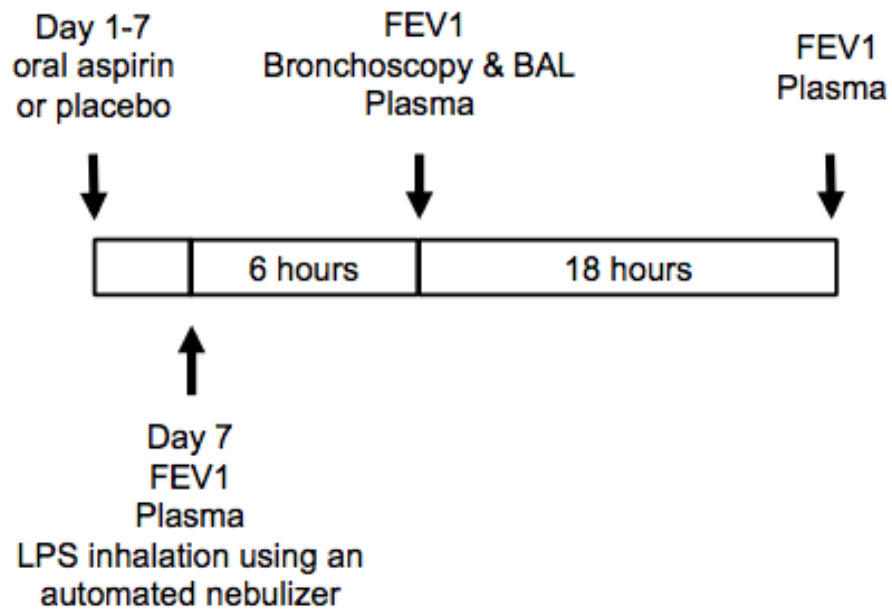 Day 1-7
oral aspirin
or placebo
FEV1
Bronchoscopy & BAL
Plasma
FEV1
Plasma
6 hours
18 hours
Day 7
FEV1
Plasma
LPS inhalation using an
automated nebulizer